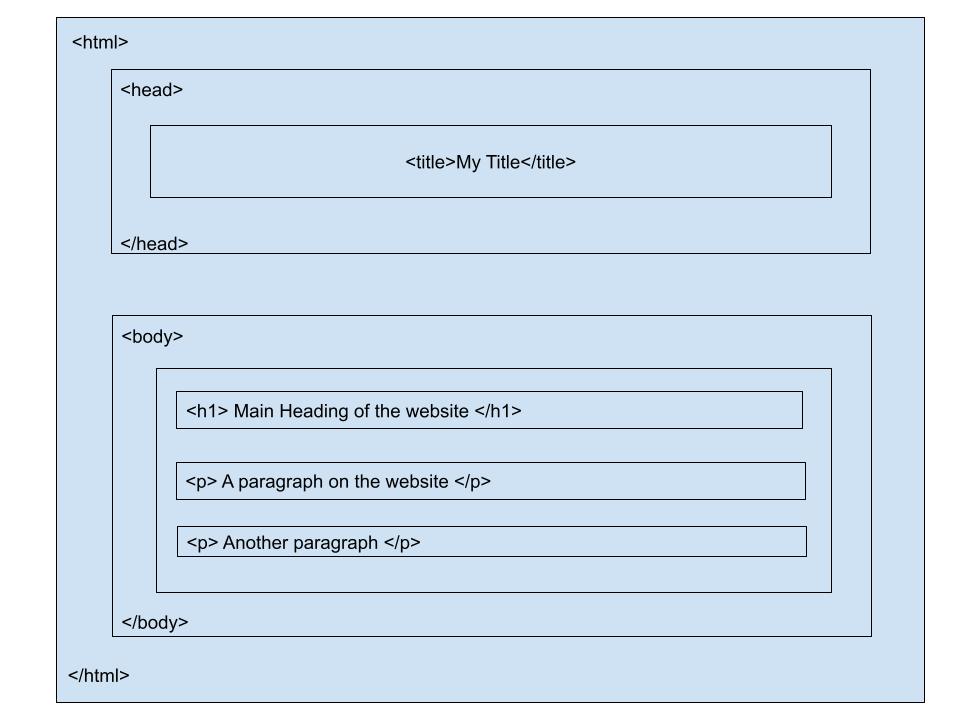 <html>
<head>
<title>My Title</title>
</head>
<body>
<h1> Main Heading of the website </h1>
<p> A paragraph on the website </p>
<p> Another paragraph </p>
</body>
</html>